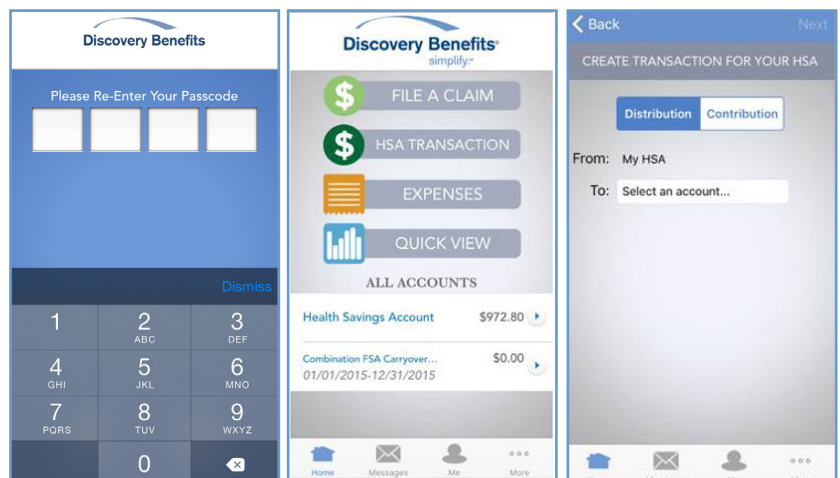 Discovery Benefits
Please Re-Enter Your Passcode
Dismiss
1
2
ABC
3
DEF
4
GHI
5
JKL
6
MNO
7
PQRS
8
TUV
9
WXYZ
0
Discovery Benefits®
simplify.℠
$ FILE A CLAIM
$ HSA TRANSACTION
EXPENSES
QUICK VIEW
ALL ACCOUNTS
Health Savings Account $972.80
Combination FSA Carryover... $0.00
01/01/2015-12/31/2015
Home Messages Me More
Back Next
CREATE TRANSACTION FOR YOUR HSA
Distribution Contribution
From: My HSA
To: Select an account...